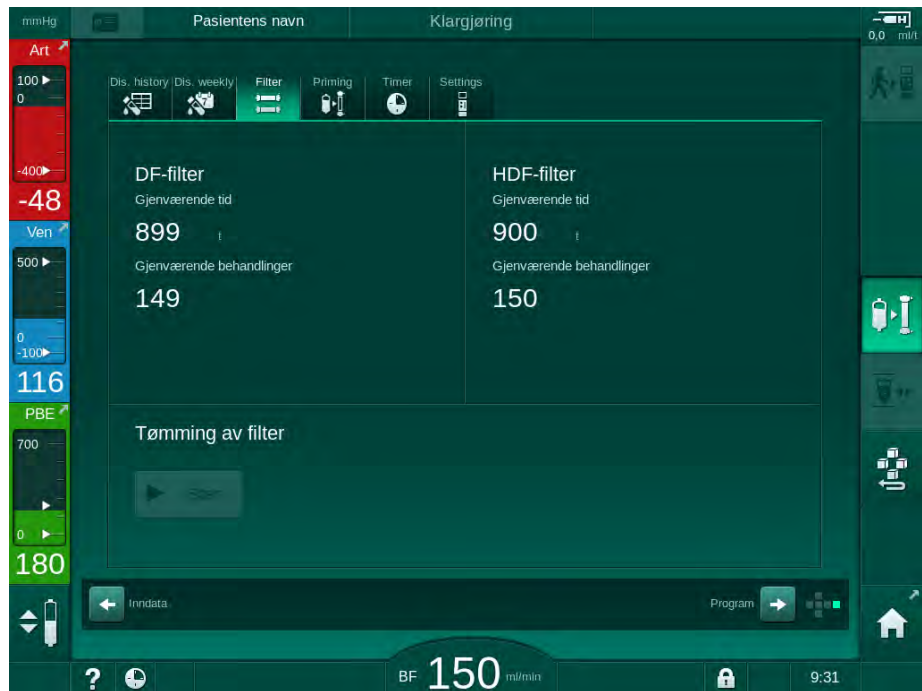 mmHg
Pasientens navn
Klargjøring
0,0 ml/t
Art
100
0
-400
-48
Ven
500
0
-100
116
PBE
700
0
180
Dis. history
Dis. weekly
Filter
Priming
Timer
Settings
7
DF-filter
Gjenværende tid
899 t
Gjenværende behandlinger
149
HDF-filter
Gjenværende tid
900 t
Gjenværende behandlinger
150
Tømming av filter
Inndata
Program
? BF 150 ml/min 9:31